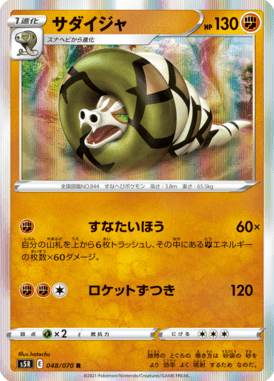 1進化
サダイジャ
HP 130
スナヘビから進化
全国図鑑NO.844 すなへびポケモン 高さ：3.8m 重さ：65.5kg
すなたいほう 60×
自分の山札を上から6枚トラッシュし、その中にあるエネルギー
の枚数×60ダメージ。
ロケットずつき 120
弱点 ×2 抵抗力 にげる
Illus. hatachu
S5R E 048/070 R
©2021 Pokémon/Nintendo/Creatures/GAME FREAK.